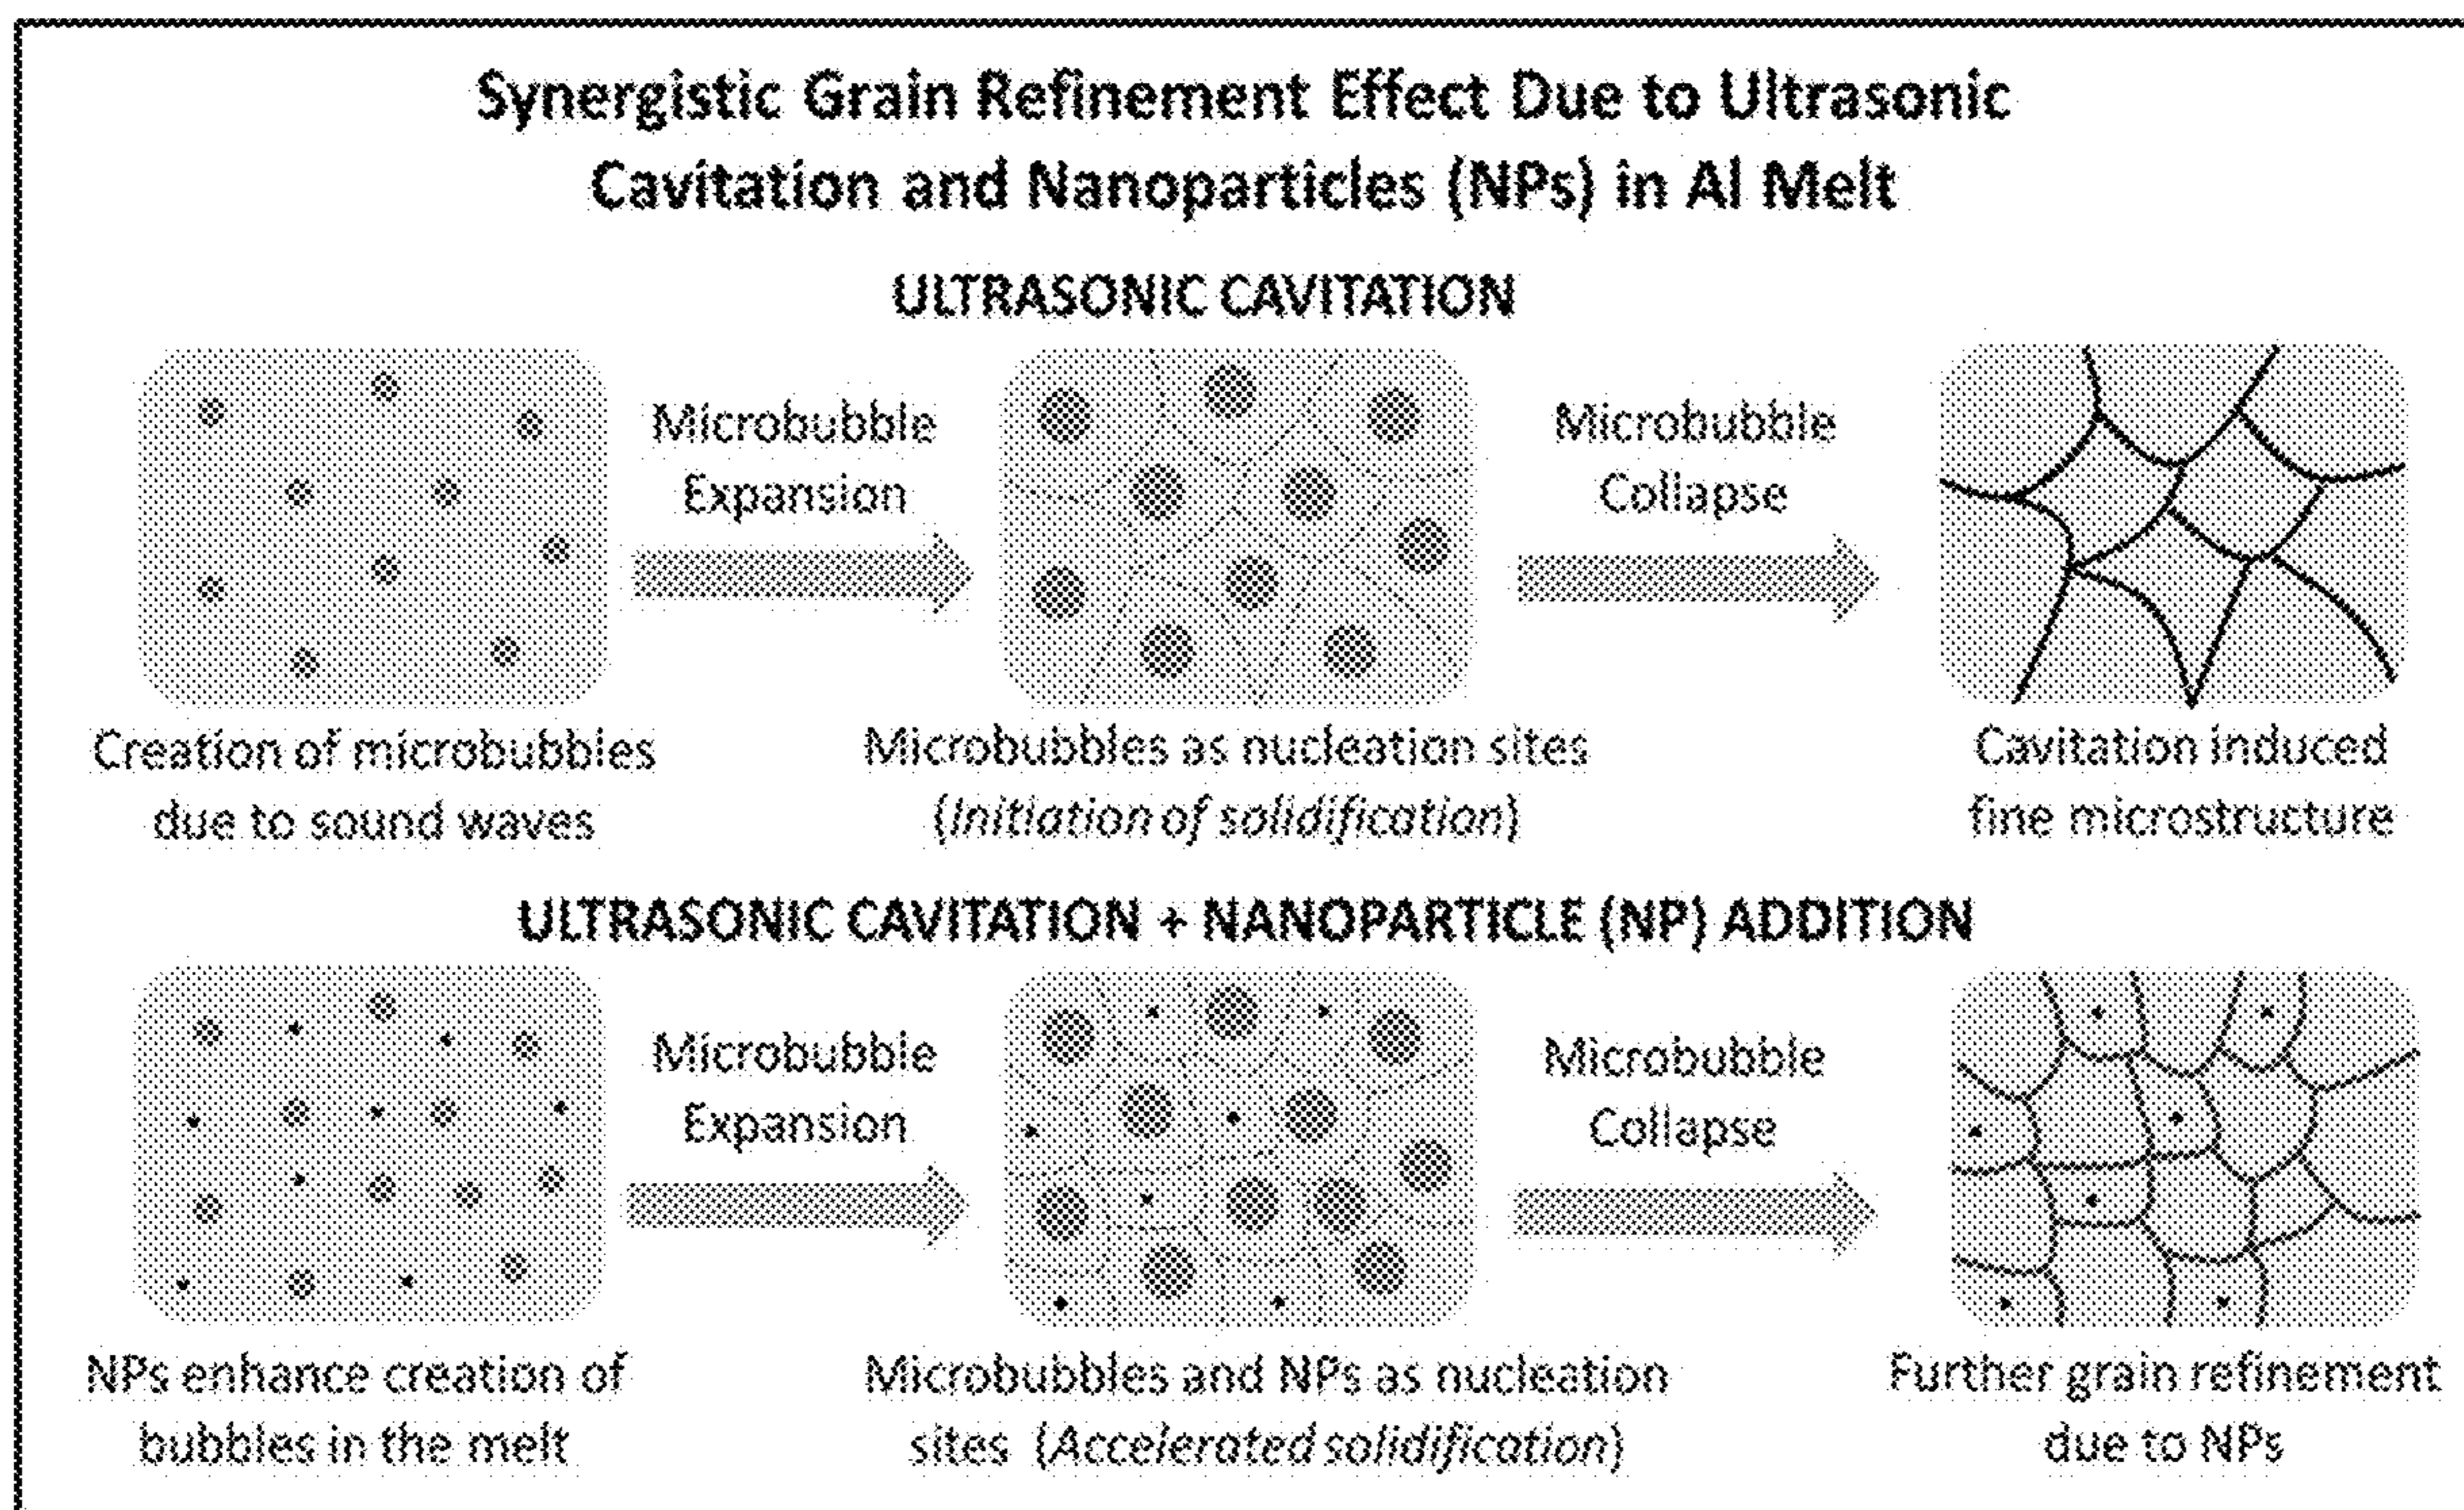 Synergistic Grain Refinement Effect Due to Ultrasonic
Cavitation and Nanoparticles (NPs) in Al Melt
ULTRASONIC CAVITATION
Microbubble
Expansion
Microbubble
Collapse
Creation of microbubbles
due to sound waves
Microbubbles as nucleation sites
(Initiation of solidification)
Cavitation induced
fine microstructure
ULTRASONIC CAVITATION + NANOPARTICLE (NP) ADDITION
Microbubble
Expansion
Microbubble
Collapse
NPs enhance creation of
bubbles in the melt
Microbubbles and NPs as nucleation
sites (Accelerated solidification)
Further grain refinement
due to NPs